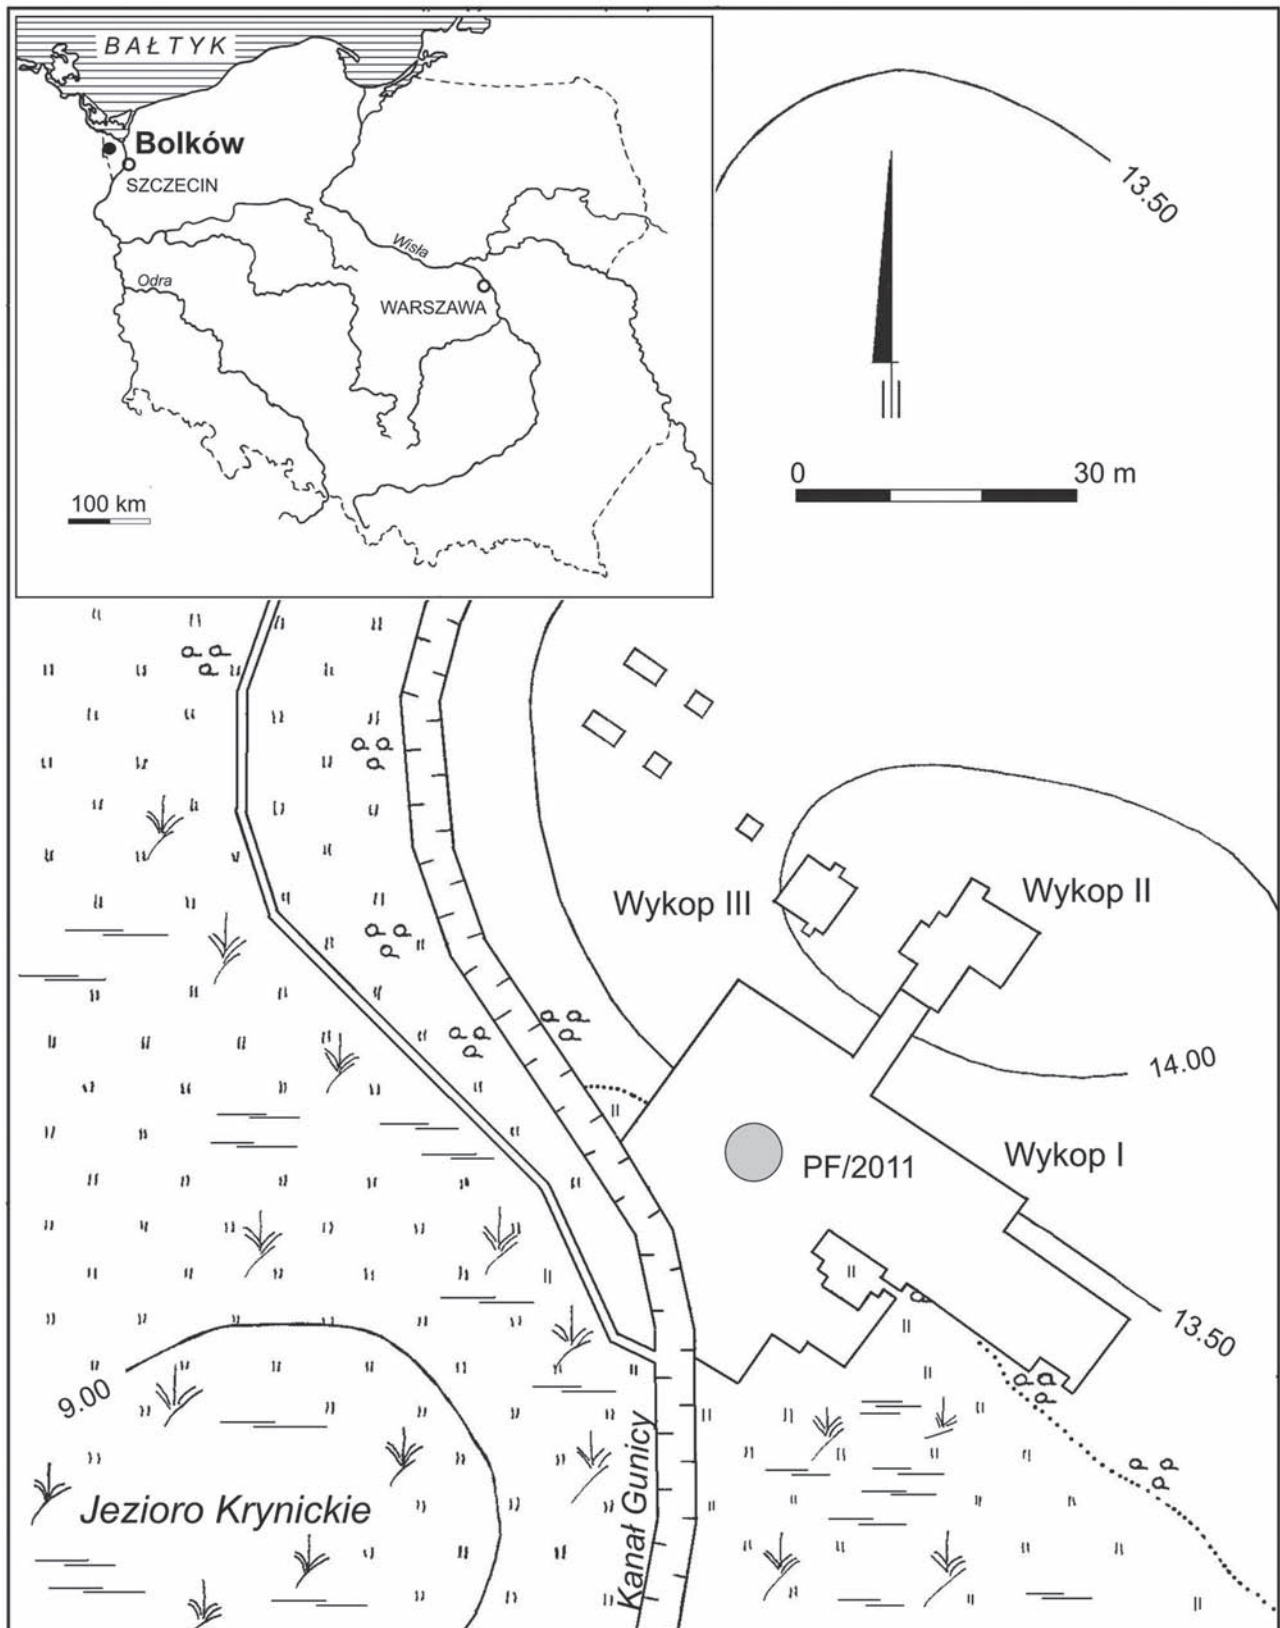 BAŁTYK
Bolków
SZCZECIN
Wisła
Odra
WARSZAWA
100 km
13.50
0 30 m
Wykop III
Wykop II
14.00
Wykop I
PF/2011
13.50
9.00
Jezioro Krynickie
Kanał Gunicy